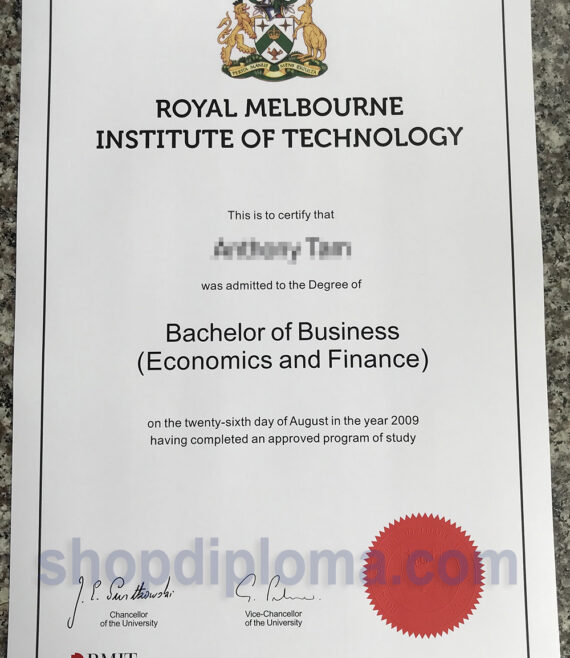 ROYAL MELBOURNE
INSTITUTE OF TECHNOLOGY
This is to certify that
was admitted to the Degree of
Bachelor of Business
(Economics and Finance)
on the twenty-sixth day of August in the year 2009
having completed an approved program of study
shopdiploma.com
Chancellor
of the University
Vice-Chancellor
of the University
RMIT